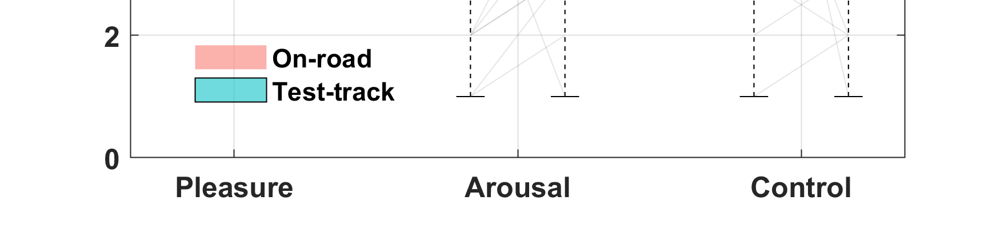 2
On-road
Test-track
0
Pleasure Arousal Control